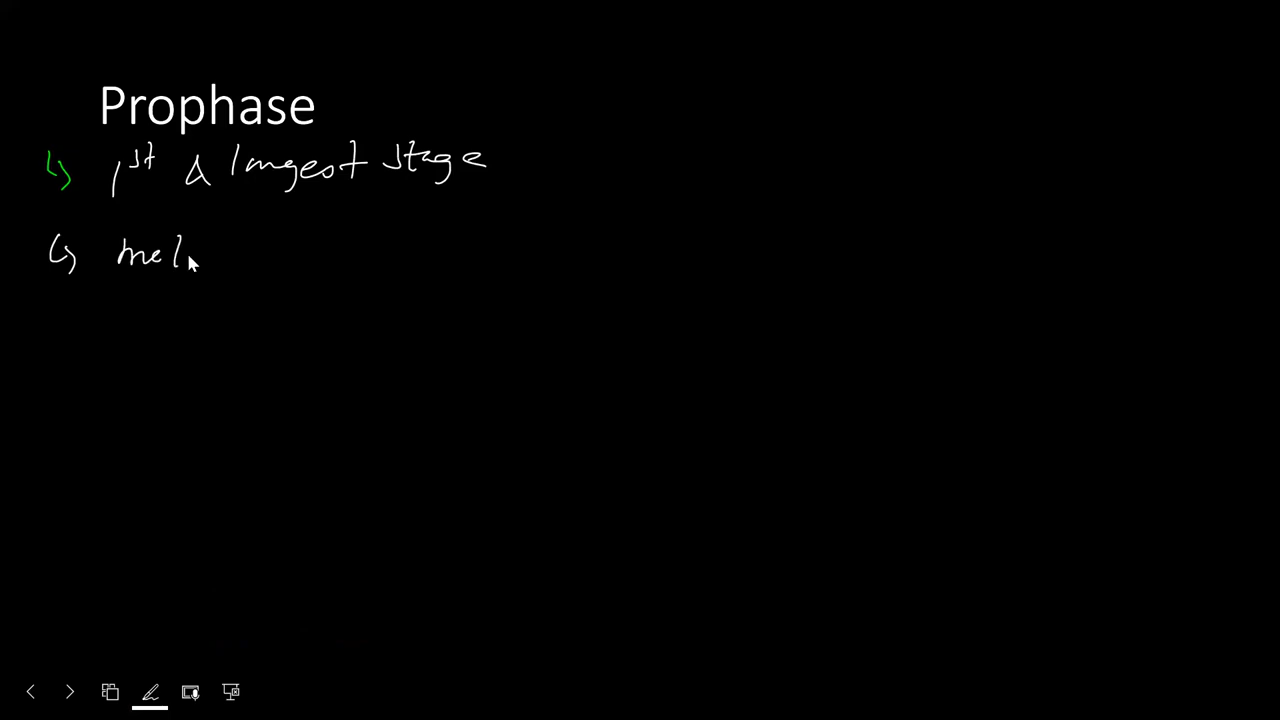 Prophase
↳ 1st & longest stage
↳ mel